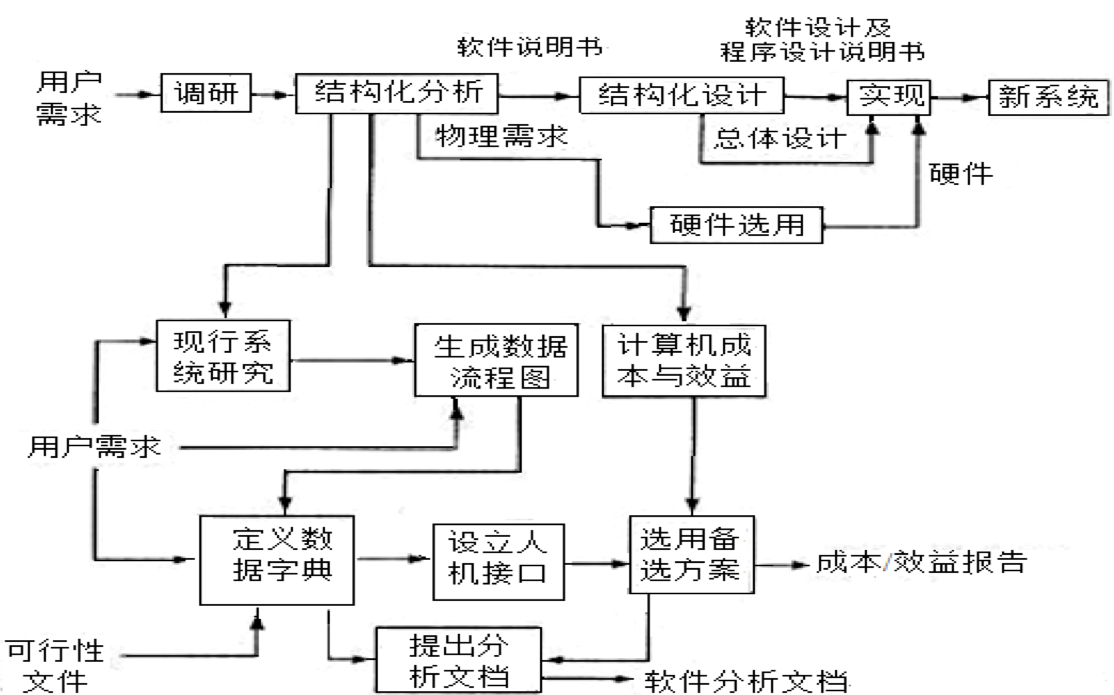 软件说明书
软件设计及
程序设计说明书
用户
需求
调研
结构化分析
结构化设计
实现
新系统
物理需求
总体设计
硬件
硬件选用
现行系
统研究
生成数据
流程图
计算机成
本与效益
用户需求
定义数
据字典
设立人
机接口
选用备
选方案
成本/效益报告
可行性
文件
提出分
析文档
软件分析文档